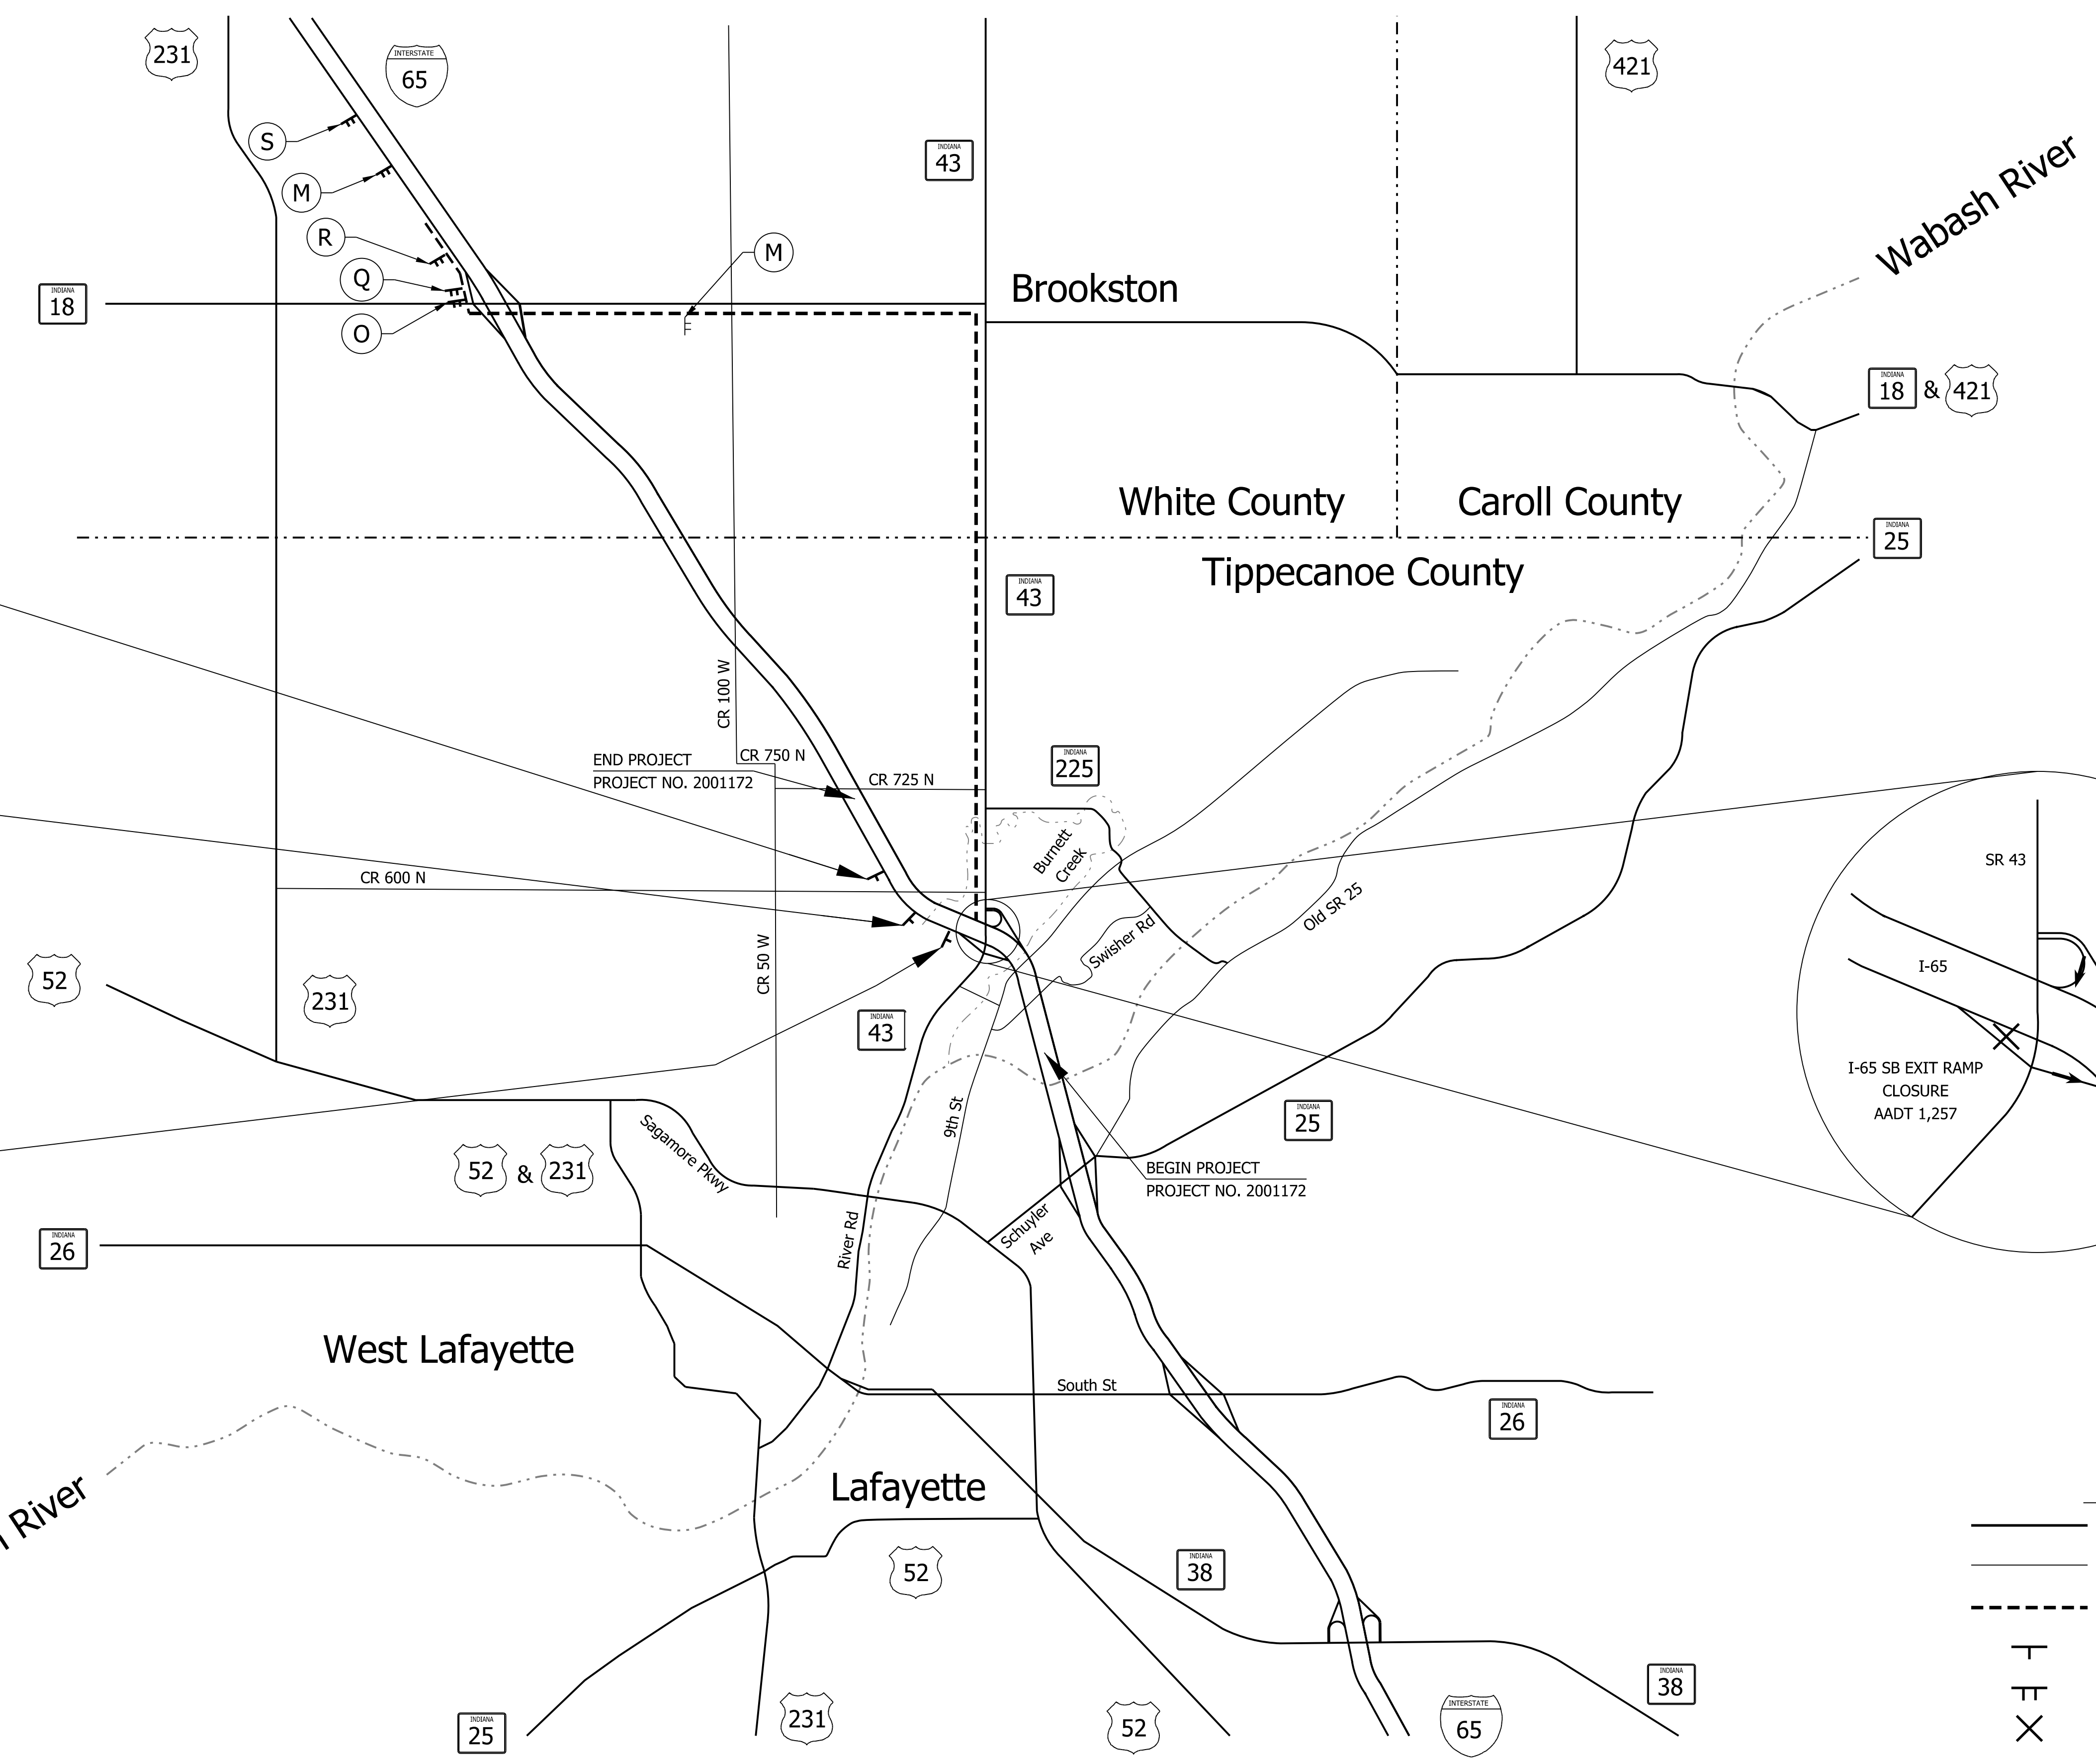 231
INTERSTATE
65
421
S
INDIANA
43
Wabash River
M
R
M
Q
Brookston
INDIANA
18
O
INDIANA
18
&
421
White County
Caroll County
INDIANA
25
Tippecanoe County
INDIANA
43
CR 100 W
END PROJECT
PROJECT NO. 2001172
CR 750 N
CR 725 N
INDIANA
225
Burnett
Creek
SR 43
CR 600 N
Old SR 25
Swisher Rd
52
231
CR 50 W
I-65
INDIANA
43
I-65 SB EXIT RAMP
CLOSURE
AADT 1,257
9th St
INDIANA
25
Sagamore Pkwy
52
&
231
BEGIN PROJECT
PROJECT NO. 2001172
INDIANA
26
River Rd
Schuyler
Ave
West Lafayette
South St
INDIANA
26
River
Lafayette
52
INDIANA
38
INDIANA
38
INDIANA
25
231
52
INTERSTATE
65